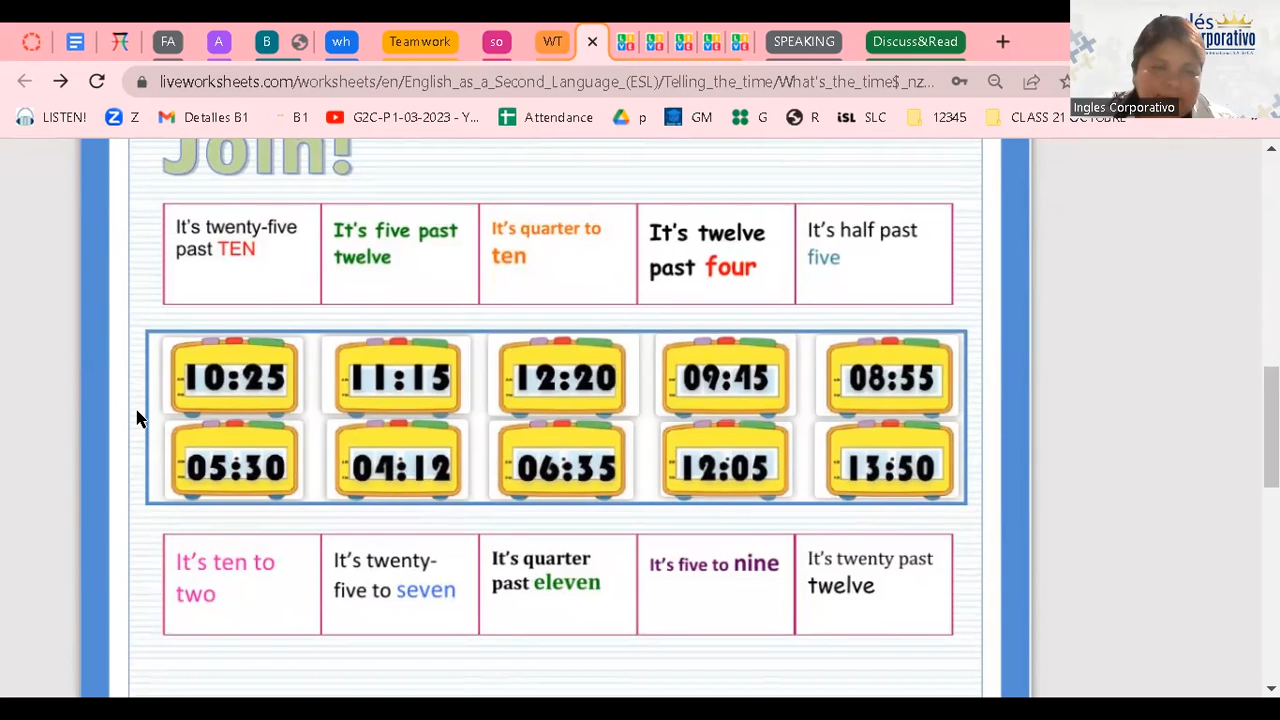 FA
A
B
wh
Teamwork
so
WT
SPEAKING
Discuss&Read
liveworksheets.com/worksheets/en/English_as_a_Second_Language_(ESL)/Telling_the_time/What's_the_time$_nz...
LISTEN!
Z
Detalles B1
B1
G2C-P1-03-22 - Y...
Attendance
p
GM
G
R
iSL SLC
12345
CLASS 21 OCTUBRE
Inglés
Corporativo
Ingles Corporativo
Join!
It's twenty-five
past TEN
It's five past
twelve
It's quarter to
ten
It's twelve
past four
It's half past
five
10:25
11:15
12:20
09:45
08:55
05:30
04:12
06:35
12:05
13:50
It's ten to
two
It's twenty-
five to seven
It's quarter
past eleven
It's five to nine
It's twenty past
twelve